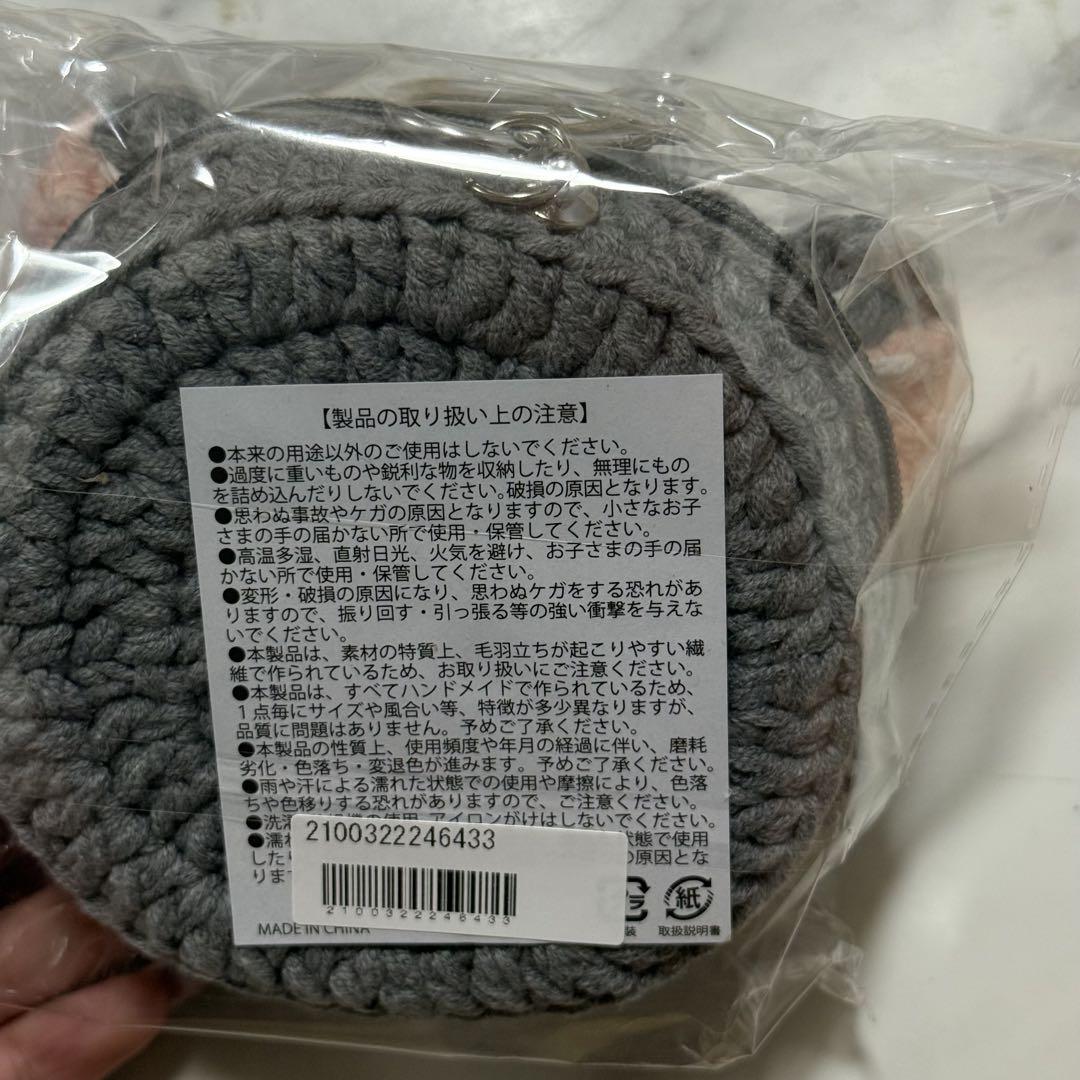 【製品の取り扱い上の注意】
●本来の用途以外のご使用はしないでください。
●過度に重いものや鋭利な物を収納したり、無理にもの
を詰め込んだりしないでください。破損の原因となります。
●思わぬ事故やケガの原因となりますので、小さなお子
さまの手の届かない所で使用・保管してください。
●高温多湿、直射日光、火気を避け、お子さまの手の届
かない所で使用・保管してください。
●変形・破損の原因になり、思わぬケガをする恐れがあ
りますので、振り回す・引っ張る等の強い衝撃を与えな
いでください。
●本製品は、素材の特質上、毛羽立ちが起こりやすい繊
維で作られているため、お取り扱いにご注意ください。
●本製品は、すべてハンドメイドで作られているため、
1点毎にサイズや風合い等、特徴が多少異なりますが、
品質に問題はありません。予めご了承ください。
●本製品の性質上、使用頻度や年月の経過に伴い、磨耗
劣化・色落ち・変退色が進みます。予めご了承ください。
●雨や汗による濡れた状態での使用や摩擦により、色落
ちや色移りする恐れがありますので、ご注意ください。
●洗濯 の使用、アイロンがけはしないでください。
●濡れ 状態で使用
したり の原因とな
ります
2100322246433
2100322246433
MADE IN CHINA
プラ 紙
装 取扱説明書